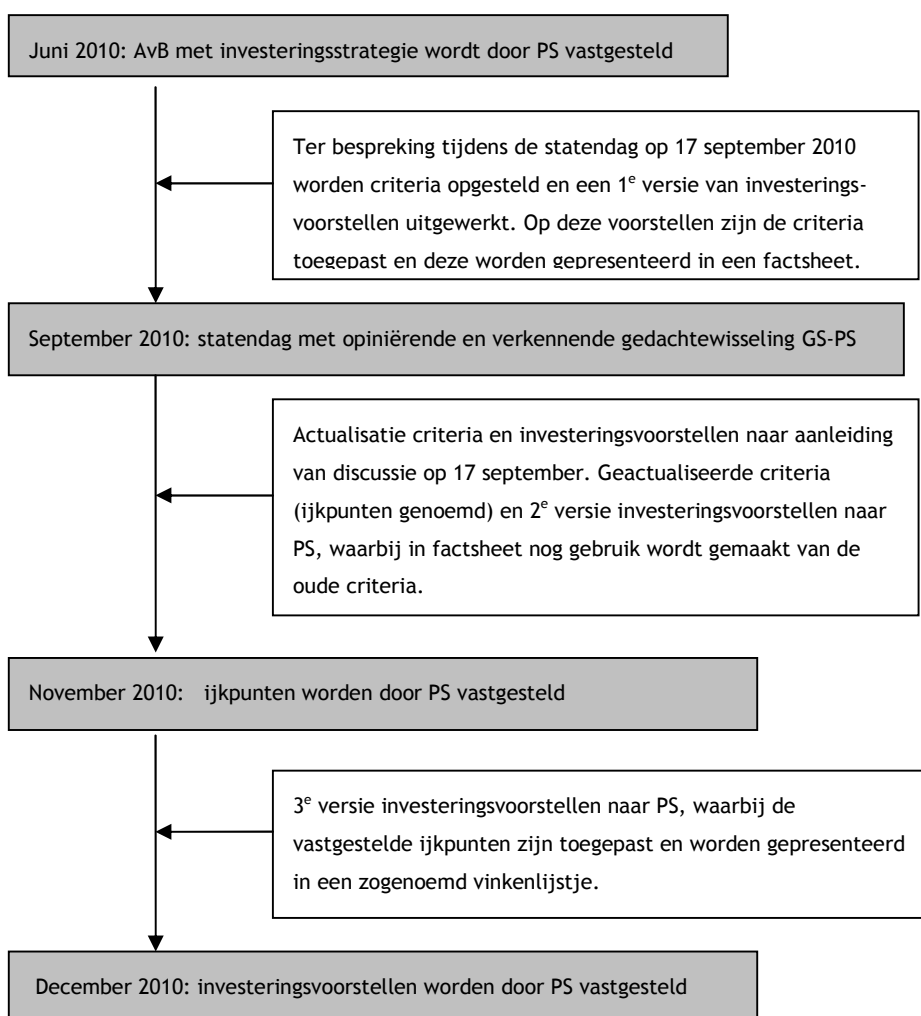 Juni 2010: AvB met investeringsstrategie wordt door PS vastgesteld
Ter bespreking tijdens de statendag op 17 september 2010
worden criteria opgesteld en een 1e versie van investerings-
voorstellen uitgewerkt. Op deze voorstellen zijn de criteria
toegepast en deze worden gepresenteerd in een factsheet.
September 2010: statendag met opiniërende en verkennende gedachtewisseling GS-PS
Actualisatie criteria en investeringsvoorstellen naar aanleiding
van discussie op 17 september. Geactualiseerde criteria
(ijkpunten genoemd) en 2e versie investeringsvoorstellen naar
PS, waarbij in factsheet nog gebruik wordt gemaakt van de
oude criteria.
November 2010: ijkpunten worden door PS vastgesteld
3e versie investeringsvoorstellen naar PS, waarbij de
vastgestelde ijkpunten zijn toegepast en worden gepresenteerd
in een zogenoemd vinkenlijstje.
December 2010: investeringsvoorstellen worden door PS vastgesteld